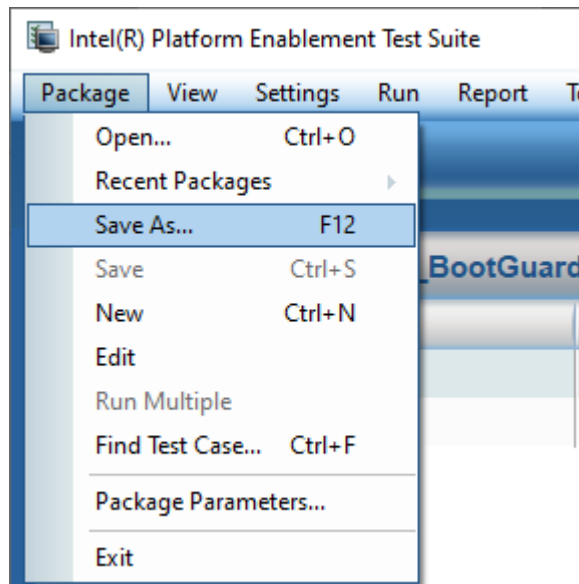 Intel(R) Platform Enablement Test Suite
Package View Settings Run Report
Open... Ctrl+O
Recent Packages
Save As... F12
Save Ctrl+S
_BootGuard
New Ctrl+N
Edit
Run Multiple
Find Test Case... Ctrl+F
Package Parameters...
Exit